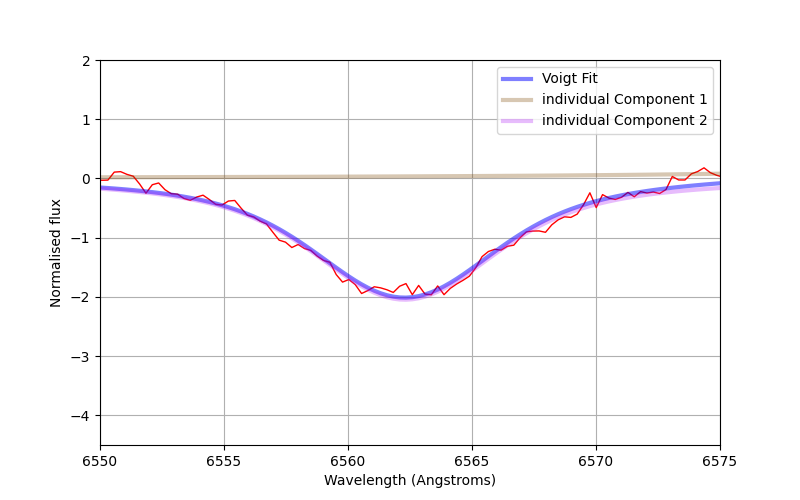 2
1
0
−1
−2
−3
−4
Normalised flux
Voigt Fit
individual Component 1
individual Component 2
6550 6555 6560 6565 6570 6575
Wavelength (Angstroms)